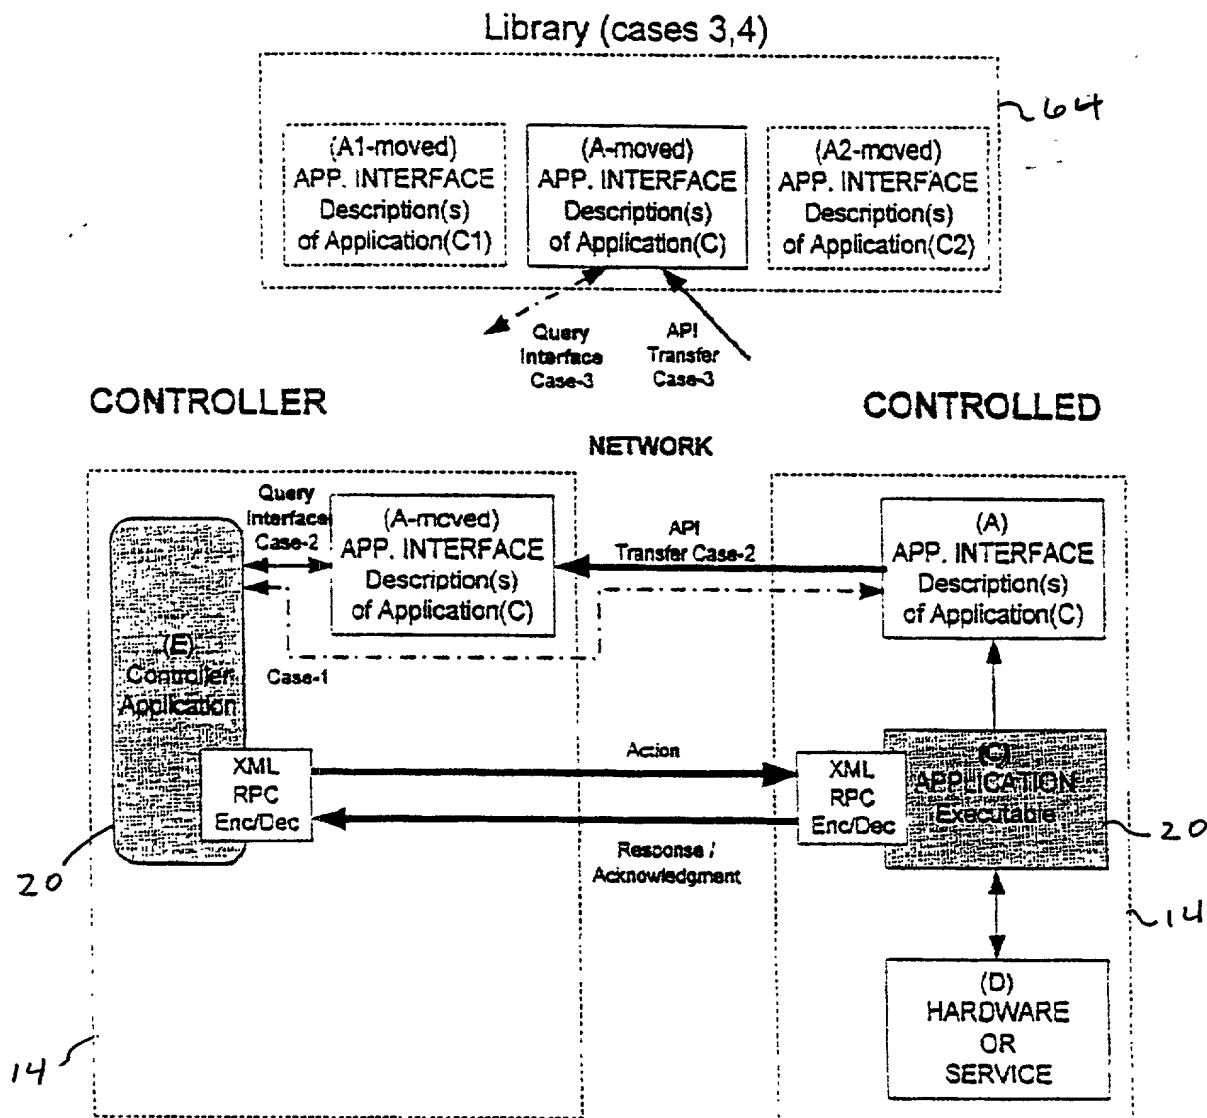 Library (cases 3,4)
64
(A1-moved)
APP. INTERFACE
Description(s)
of Application(C1)
(A-moved)
APP. INTERFACE
Description(s)
of Application(C)
(A2-moved)
APP. INTERFACE
Description(s)
of Application(C2)
Query
Interface
Case-3
API
Transfer
Case-3
CONTROLLER
CONTROLLED
NETWORK
Query
Interface
Case-2
(A-moved)
APP. INTERFACE
Description(s)
of Application(C)
API
Transfer Case-2
(A)
APP. INTERFACE
Description(s)
of Application(C)
(E)
Controller
Application
Case-1
XML
RPC
Enc/Dec
Action
Response /
Acknowledgment
XML
RPC
Enc/Dec
(C)
APPLICATION
Executable
20
20
14
(D)
HARDWARE
OR
SERVICE
14